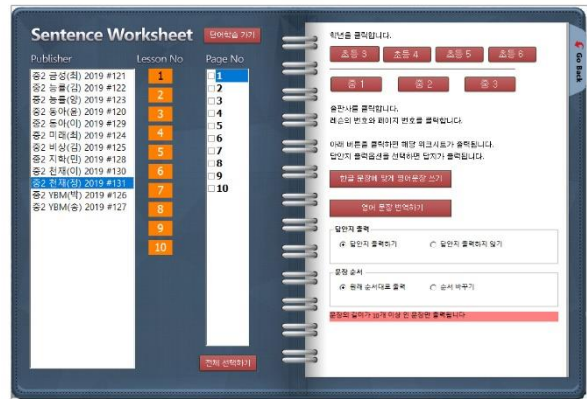 Sentence Worksheet
단어학습 가기
Publisher
Lesson No
Page No
중2 금성(최) 2019 #121
중2 능률(김) 2019 #122
중2 능률(양) 2019 #123
중2 동아(윤) 2019 #120
중2 동아(이) 2019 #129
중2 미래(최) 2019 #124
중2 비상(김) 2019 #125
중2 지학(민) 2019 #128
중2 천재(이) 2019 #130
중2 천재(정) 2019 #131
중2 YBM(박) 2019 #126
중2 YBM(송) 2019 #127
1
2
3
4
5
6
7
8
9
10
1
2
3
4
5
6
7
8
9
10
전체 선택하기
학년을 클릭합니다.
초등 3
초등 4
초등 5
초등 6
중 1
중 2
중 3
출판사를 클릭합니다.
레슨의 번호와 페이지 번호를 클릭합니다.
아래 버튼을 클릭하면 해당 워크시트가 출력됩니다.
답안지 출력옵션을 선택하면 답지가 출력됩니다.
한글 문장에 맞게 영어문장 쓰기
영어 문장 번역하기
답안지 출력
답안지 출력하기
답안지 출력하지 않기
문장 순서
원래 순서대로 출력
순서 바꾸기
문장의 길이가 10개 이상 인 문장만 출력됩니다
Go Back